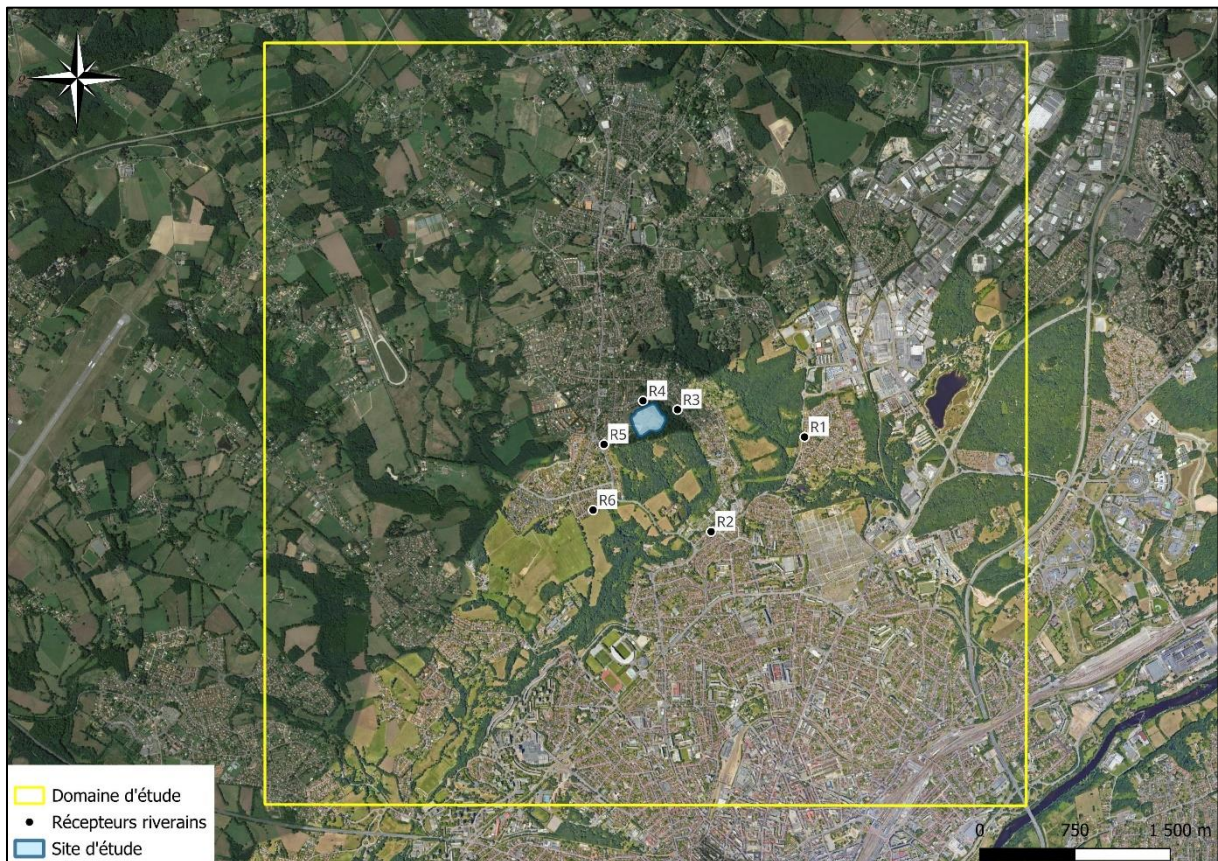 R4
R3
R5
R1
R6
R2
Domaine d'étude
Récepteurs riverains
Site d'étude
0 750 1 500 m